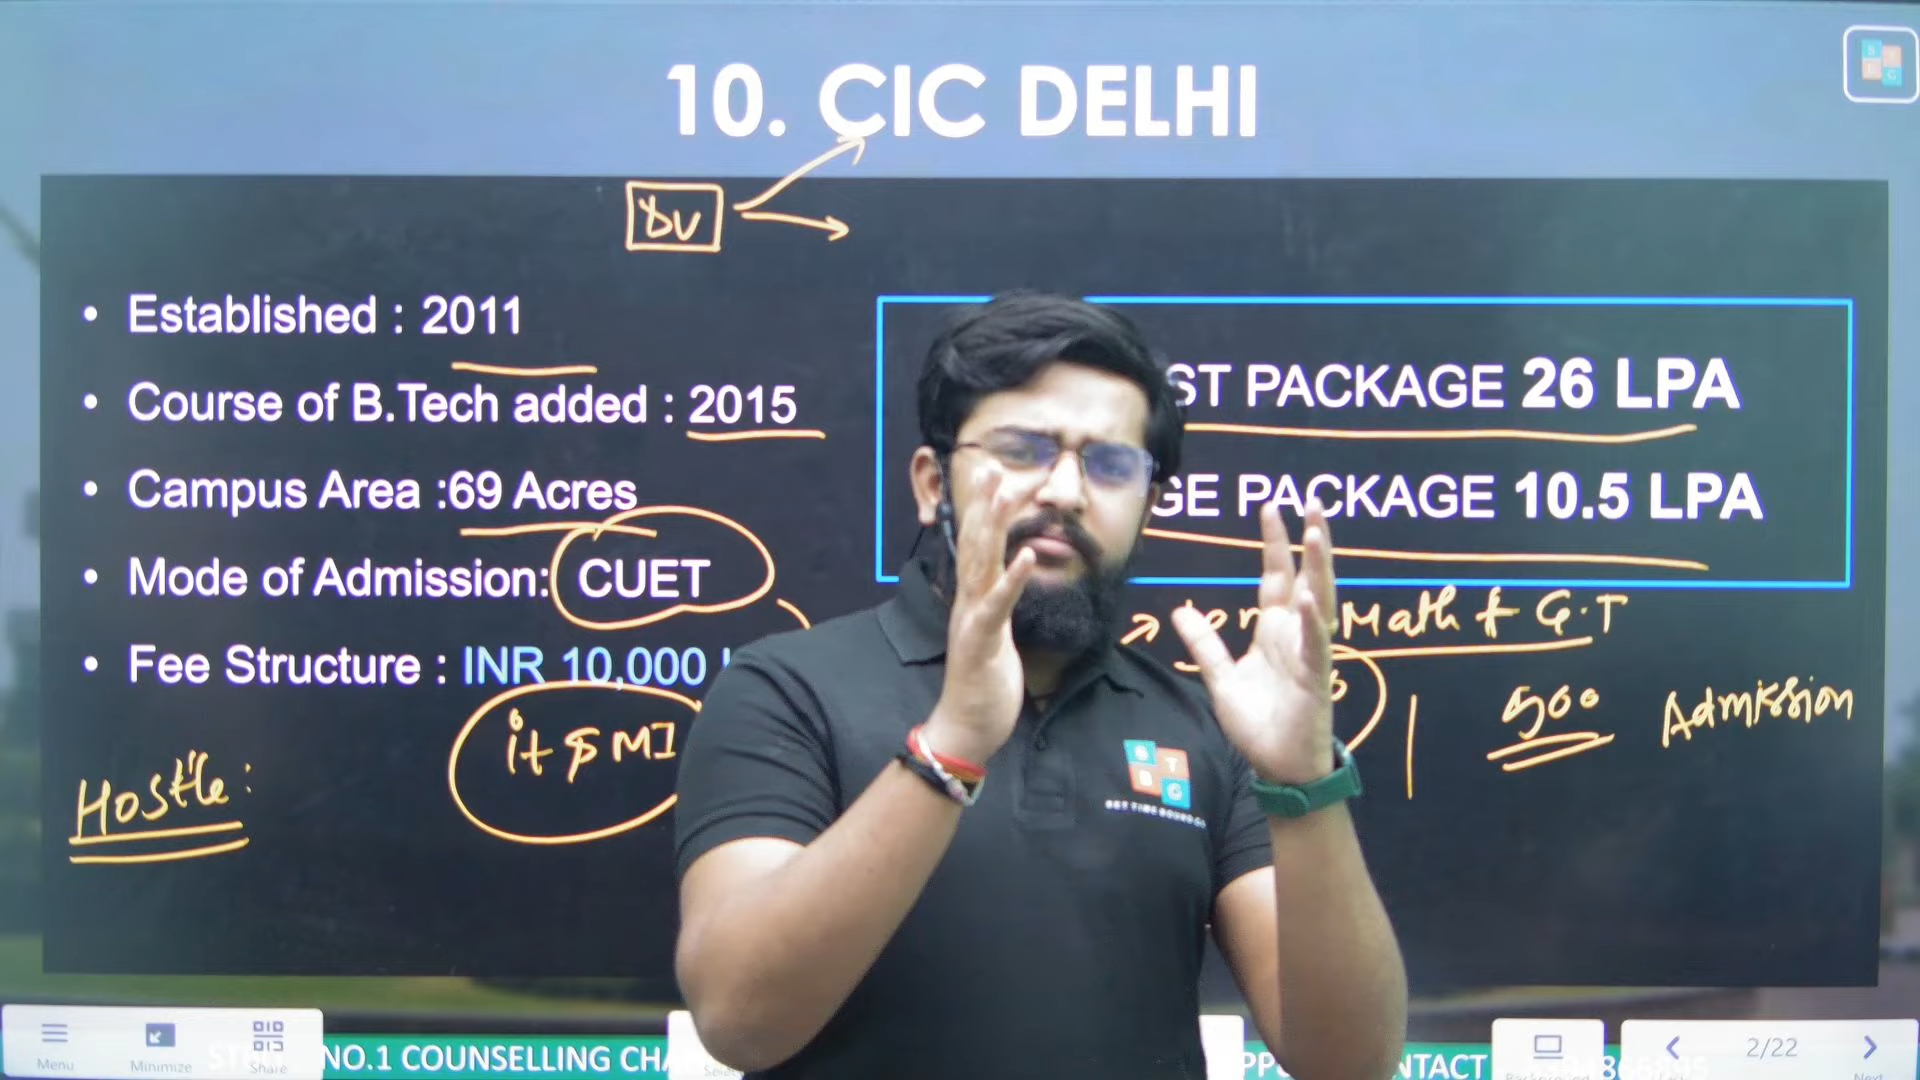 10. CIC DELHI
DU
• Established : 2011
• Course of B.Tech added : 2015
• Campus Area :69 Acres
• Mode of Admission: CUET
• Fee Structure : INR 10,000
ST PACKAGE 26 LPA
GE PACKAGE 10.5 LPA
Math + G.T
500 Admission
it $ MI
Hostle:
NO.1 COUNSELLING CHA
NTACT
Menu
Minimize
Share
2/22
Next